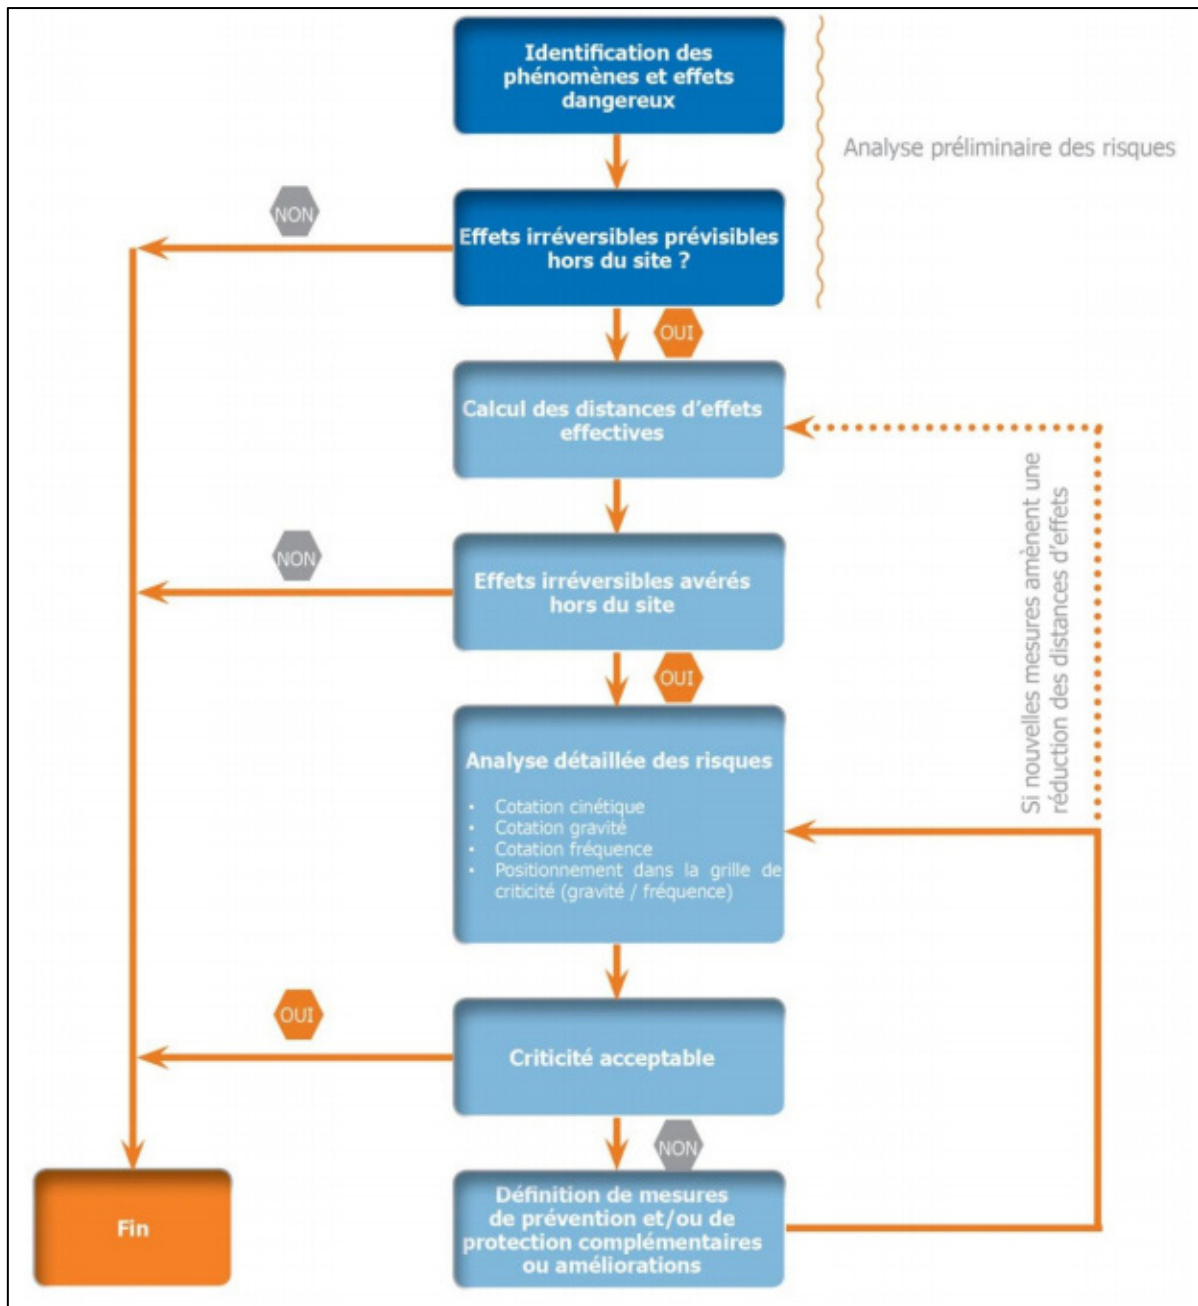 Identification des
phénomènes et effets
dangereux
Analyse préliminaire des risques
NON
Effets irréversibles prévisibles
hors du site ?
OUI
Calcul des distances d'effets
effectives
Si nouvelles mesures amènent une
réduction des distances d'effets
NON
Effets irréversibles avérés
hors du site
OUI
Analyse détaillée des risques
• Cotation cinétique
• Cotation gravité
• Cotation fréquence
• Positionnement dans la grille de
criticité (gravité / fréquence)
OUI
Criticité acceptable
NON
Définition de mesures
de prévention et/ou de
protection complémentaires
ou améliorations
Fin